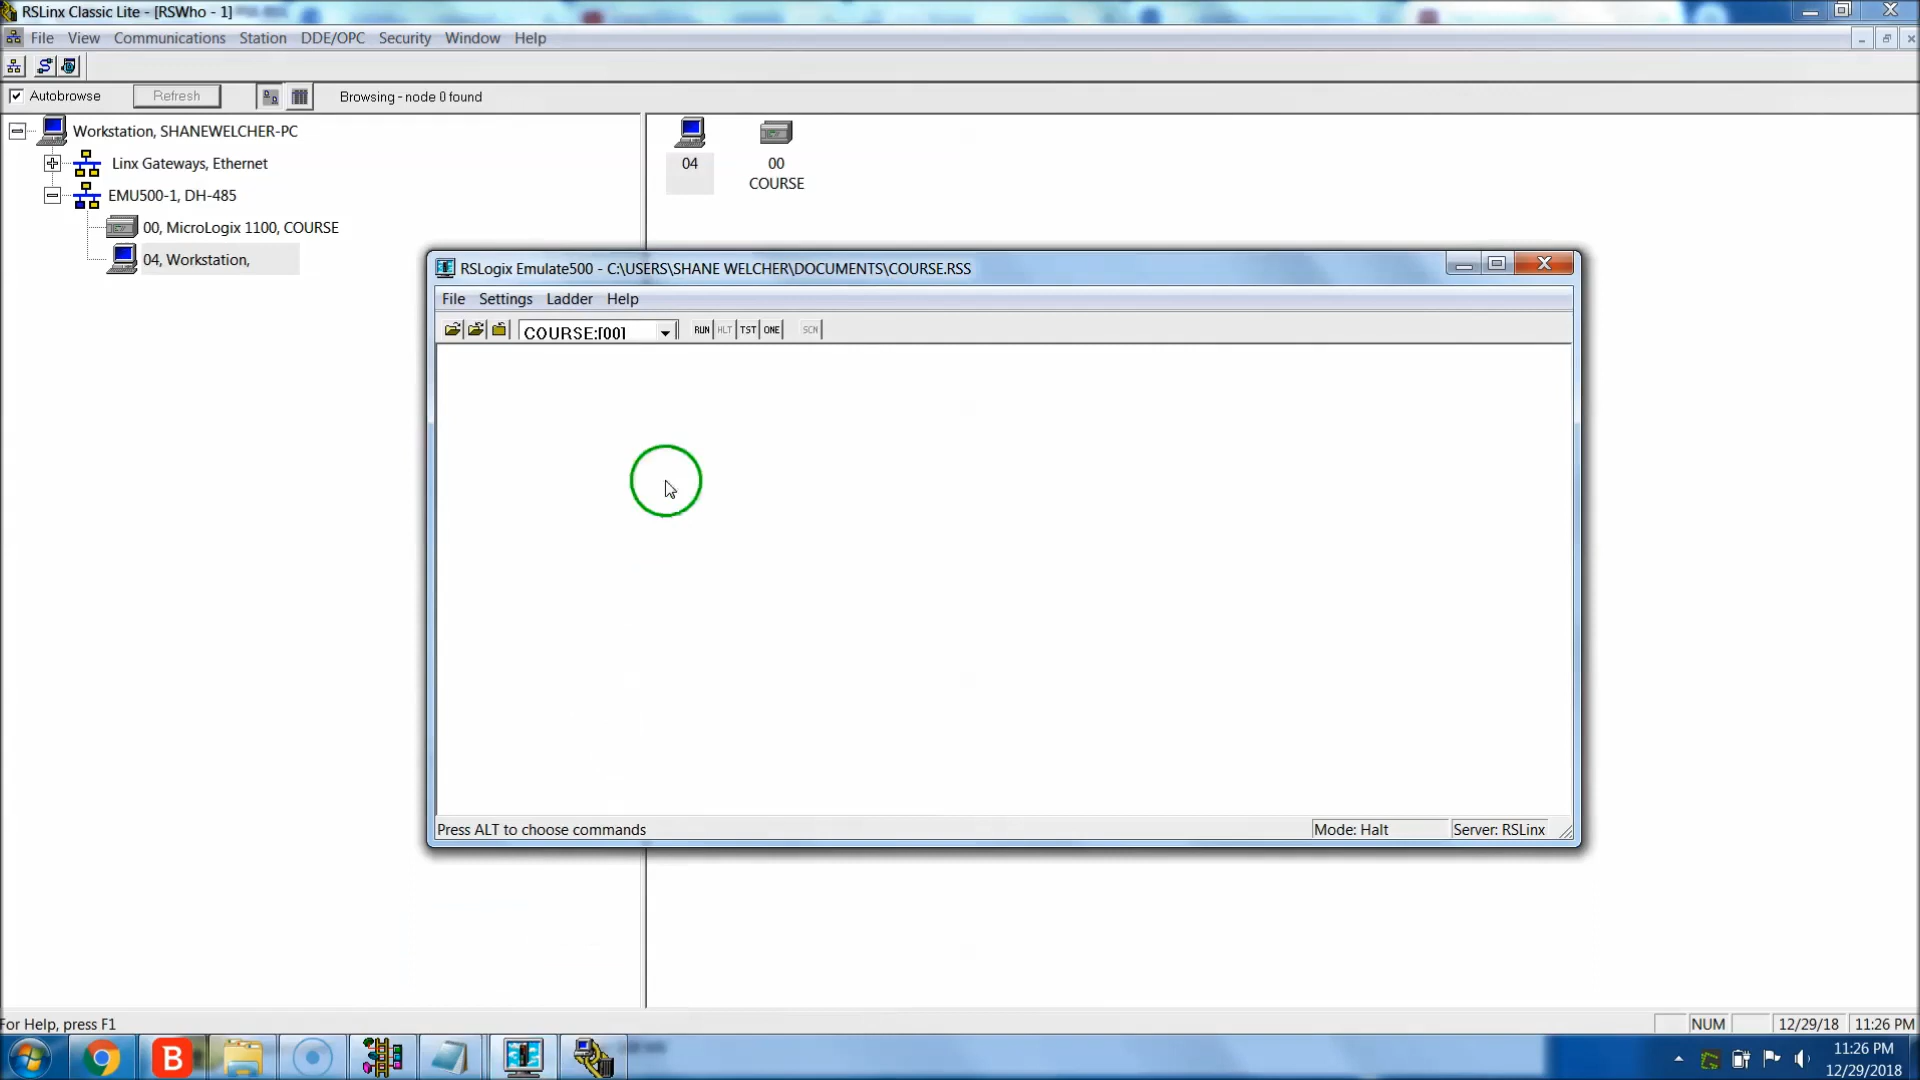 RSLinx Classic Lite - [RSWho - 1]
File View Communications Station DDE/OPC Security Window Help
Autobrowse Refresh Browsing - node 0 found
Workstation, SHANEWELCHER-PC
Linx Gateways, Ethernet
EMU500-1, DH-485
00, MicroLogix 1100, COURSE
04, Workstation,
04
00
COURSE
RSLogix Emulate500 - C:\USERS\SHANE WELCHER\DOCUMENTS\COURSE.RSS
File Settings Ladder Help
COURSE:[00] RUN HLT TST ONE SCN
Press ALT to choose commands Mode: Halt Server: RSLinx
For Help, press F1 NUM 12/29/18 11:26 PM
B
11:26 PM
12/29/2018